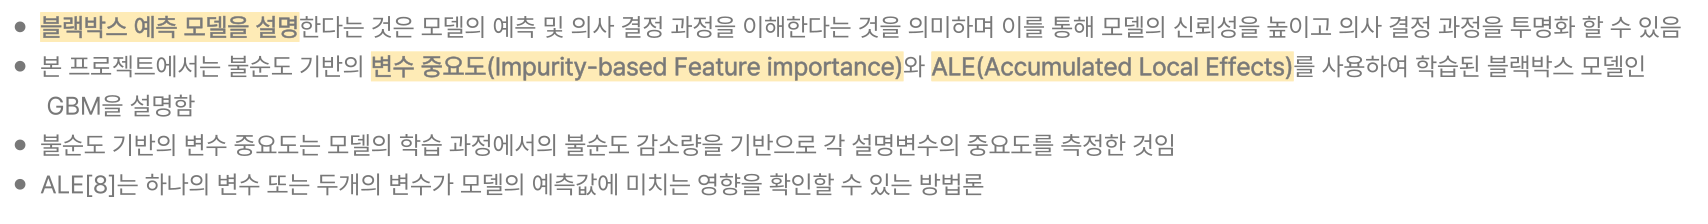 • 블랙박스 예측 모델을 설명한다는 것은 모델의 예측 및 의사 결정 과정을 이해한다는 것을 의미하며 이를 통해 모델의 신뢰성을 높이고 의사 결정 과정을 투명화 할 수 있음
• 본 프로젝트에서는 불순도 기반의 변수 중요도(Impurity-based Feature importance)와 ALE(Accumulated Local Effects)를 사용하여 학습된 블랙박스 모델인
GBM을 설명함
• 불순도 기반의 변수 중요도는 모델의 학습 과정에서의 불순도 감소량을 기반으로 각 설명변수의 중요도를 측정한 것임
• ALE[8]는 하나의 변수 또는 두개의 변수가 모델의 예측값에 미치는 영향을 확인할 수 있는 방법론